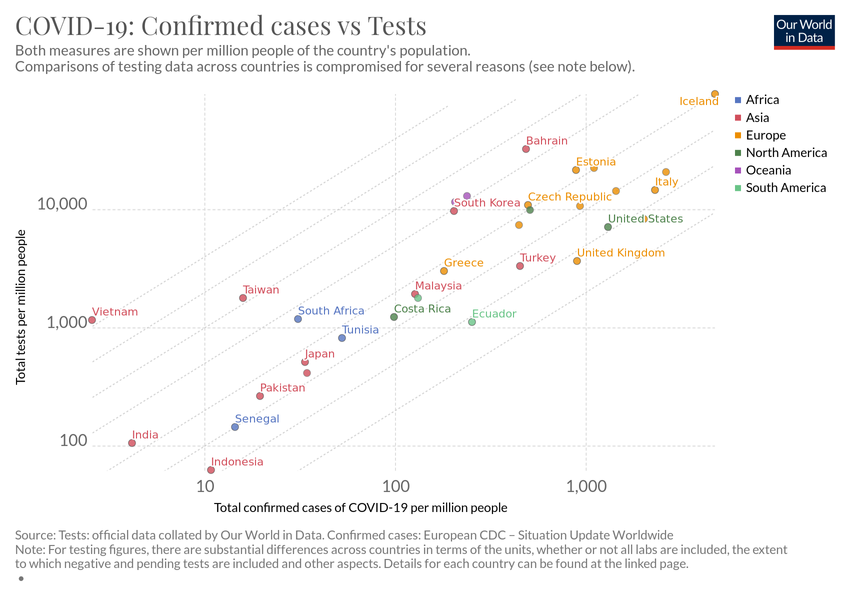 COVID-19: Confirmed cases vs Tests
Both measures are shown per million people of the country's population.
Comparisons of testing data across countries is compromised for several reasons (see note below).
Our World
in Data
Iceland
Africa
Asia
Europe
North America
Oceania
South America
Bahrain
Estonia
Italy
Czech Republic
South Korea
10,000
United States
United Kingdom
Turkey
Greece
Malaysia
Taiwan
Costa Rica
South Africa
Vietnam
Ecuador
1,000
Tunisia
Japan
Pakistan
Senegal
India
100
Indonesia
Total tests per million people
10
100
1,000
Total confirmed cases of COVID-19 per million people
Source: Tests: official data collated by Our World in Data. Confirmed cases: European CDC – Situation Update Worldwide
Note: For testing figures, there are substantial differences across countries in terms of the units, whether or not all labs are included, the extent
to which negative and pending tests are included and other aspects. Details for each country can be found at the linked page.